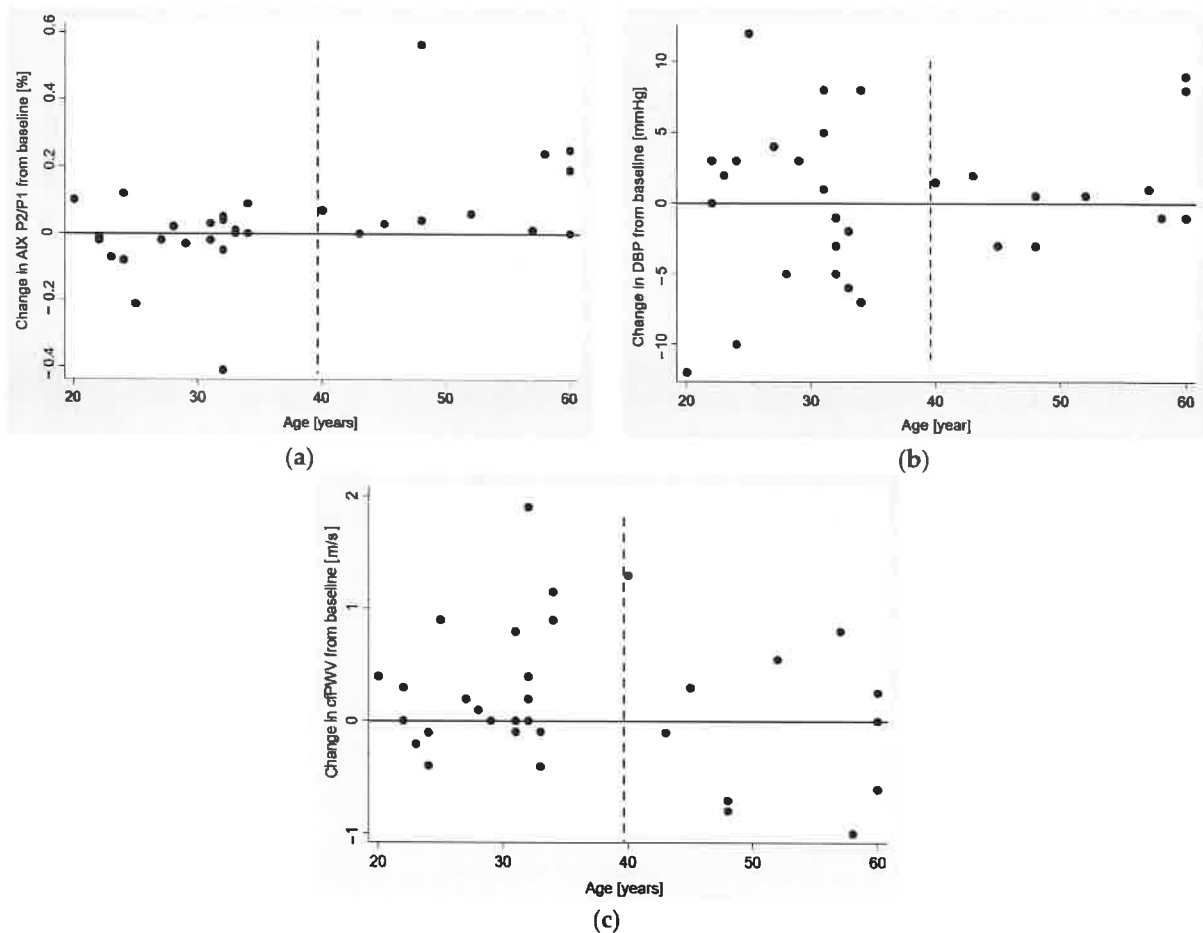 Change in AIX P2/P1 from baseline [%]
0.6
0.4
0.2
0
−0.2
−0.4
20 30 40 50 60
Age [years]
(a)
Change in DBP from baseline [mmHg]
10
5
0
−5
−10
20 30 40 50 60
Age [year]
(b)
Change in cfPWV from baseline [m/s]
2
1
0
−1
20 30 40 50 60
Age [years]
(c)